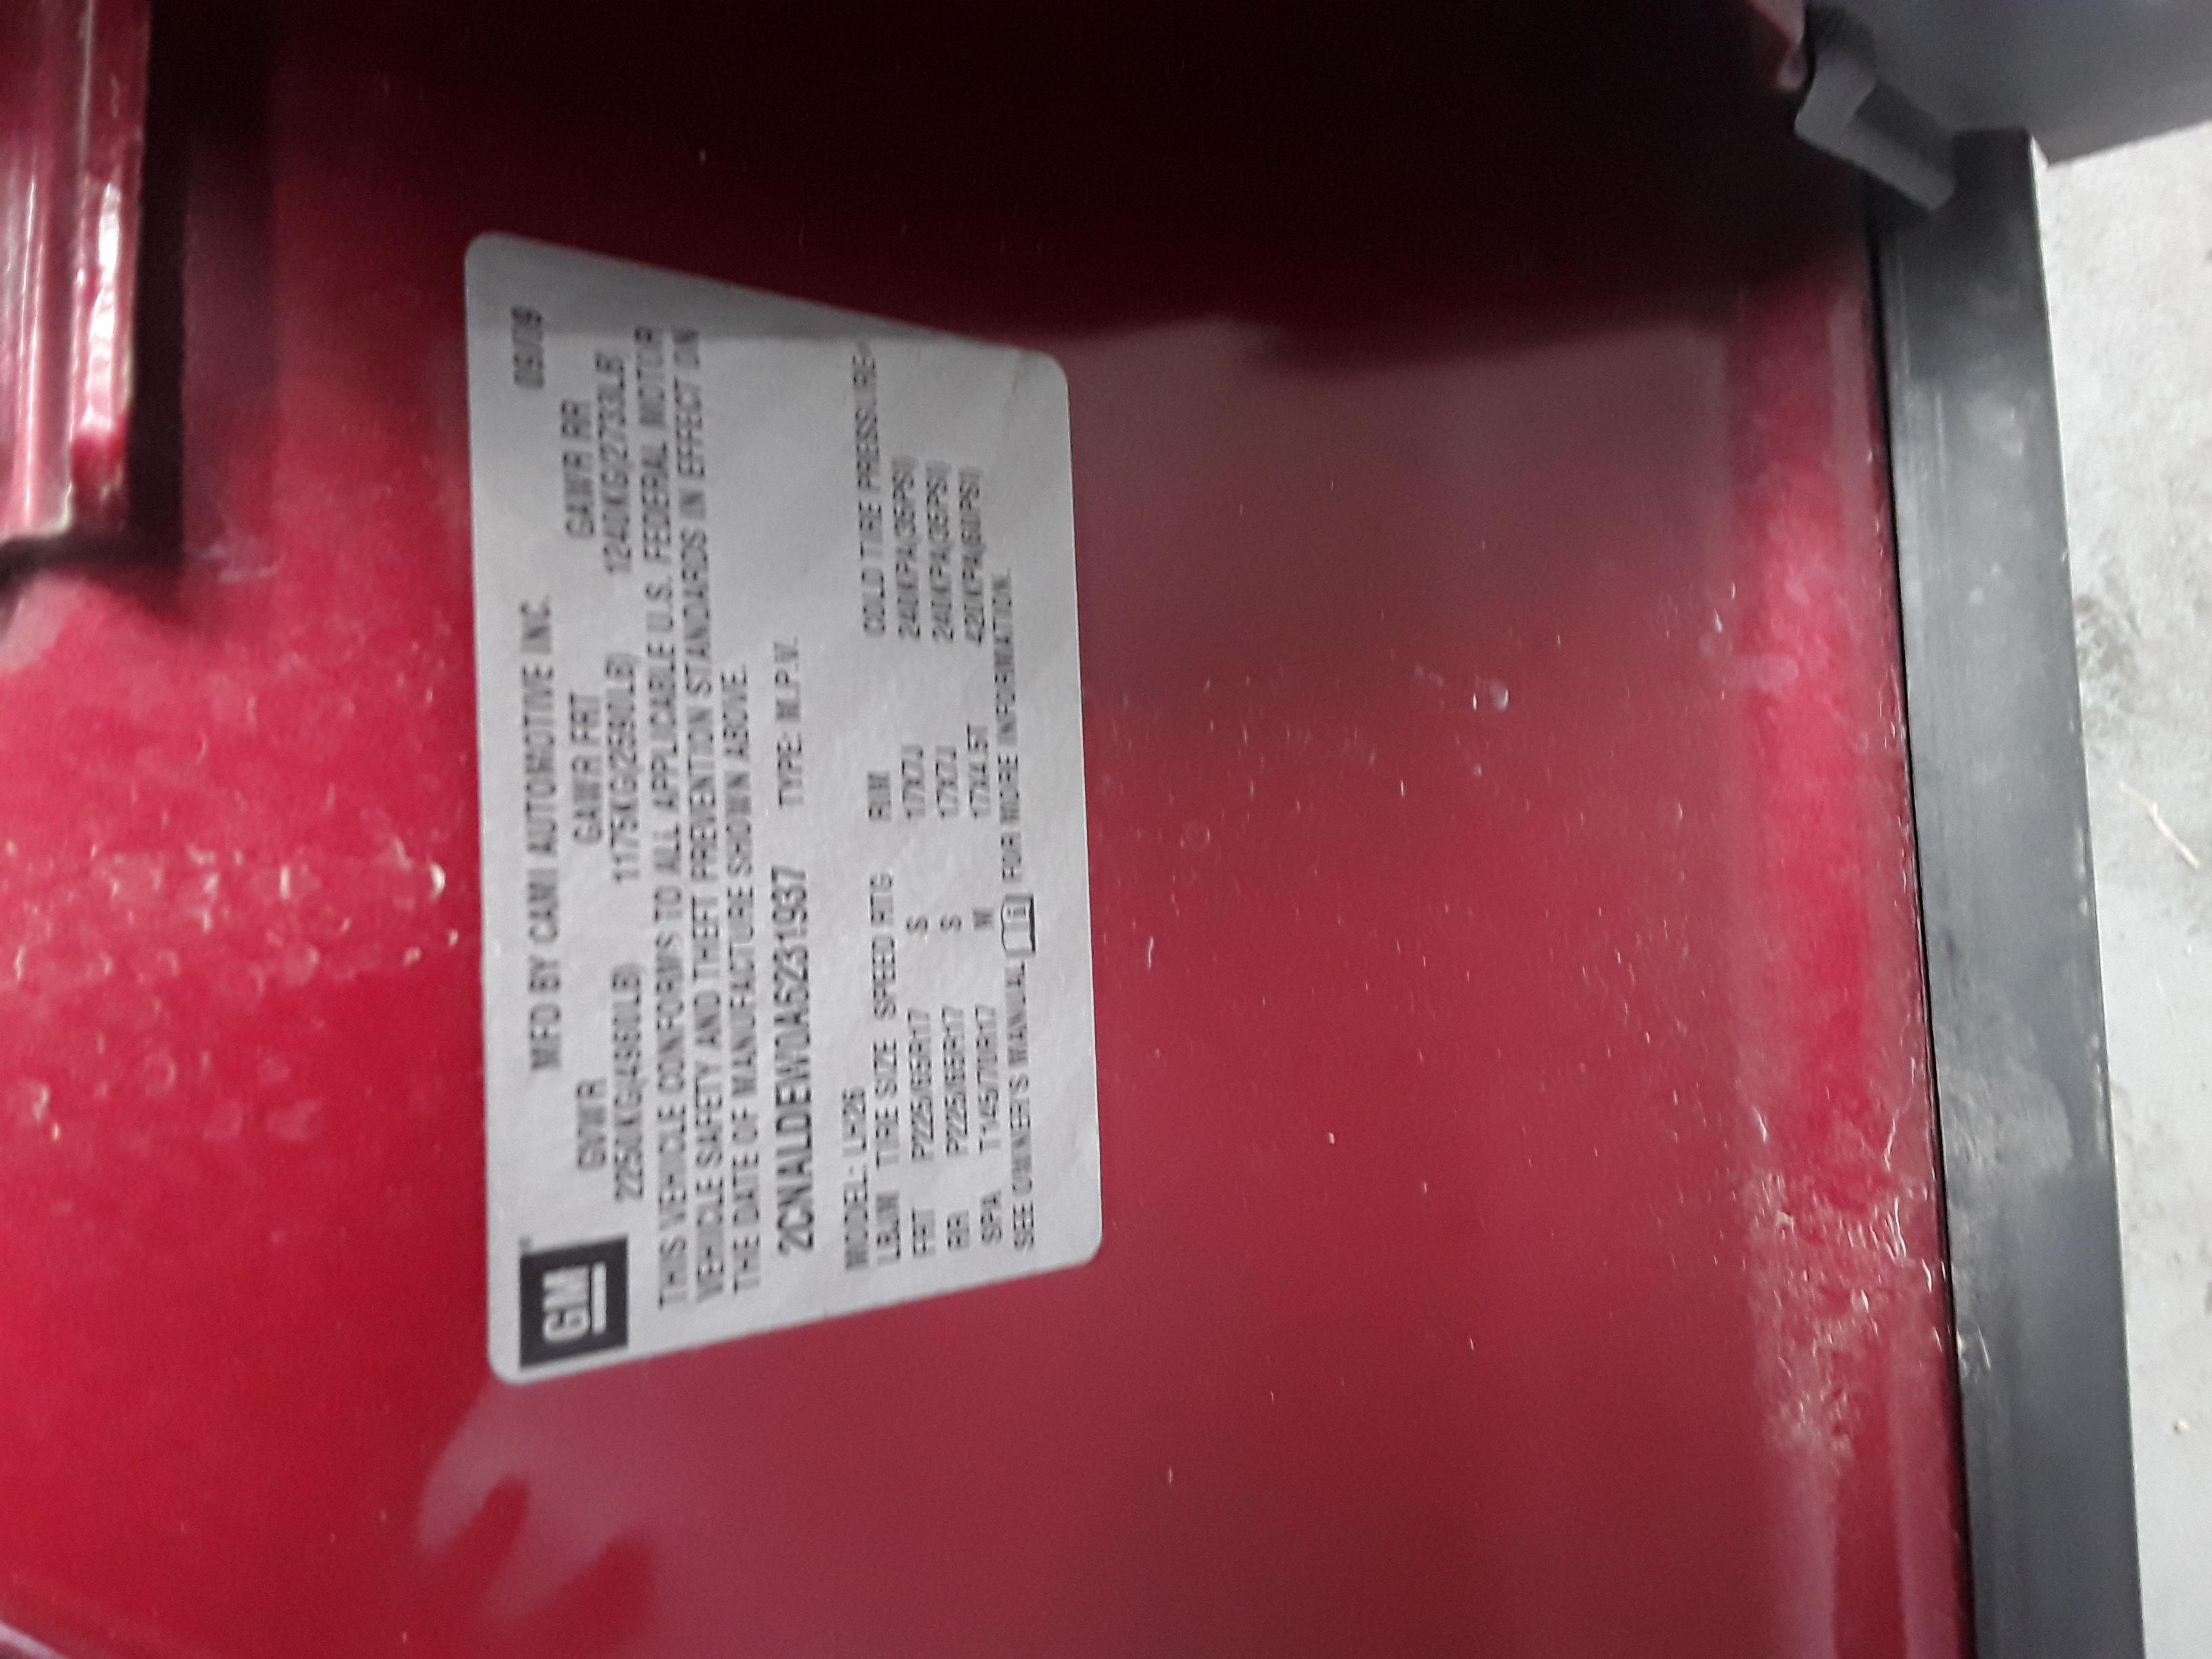 GM
MFD BY CAMI AUTOMOTIVE INC. 09/09
GVWR GAWR FRT GAWR RR
2250KG(4960LB) 1175KG(2590LB) 1240KG(2733LB)
THIS VEHICLE CONFORMS TO ALL APPLICABLE U.S. FEDERAL MOTOR
VEHICLE SAFETY AND THEFT PREVENTION STANDARDS IN EFFECT ON
THE DATE OF MANUFACTURE SHOWN ABOVE.
2CNALDEW0A6231937 TYPE: M.P.V.
MODEL: LH26
TIRE SIZE SPEED RTG RIM COLD TIRE PRESSURE
FRT P225/65R17 S 17X7J 240KPA(35PSI)
RR P225/65R17 S 17X7J 240KPA(35PSI)
SPA T145/70R17 M 17X4.5T 420KPA(60PSI)
SEE OWNER'S MANUAL FOR MORE INFORMATION.